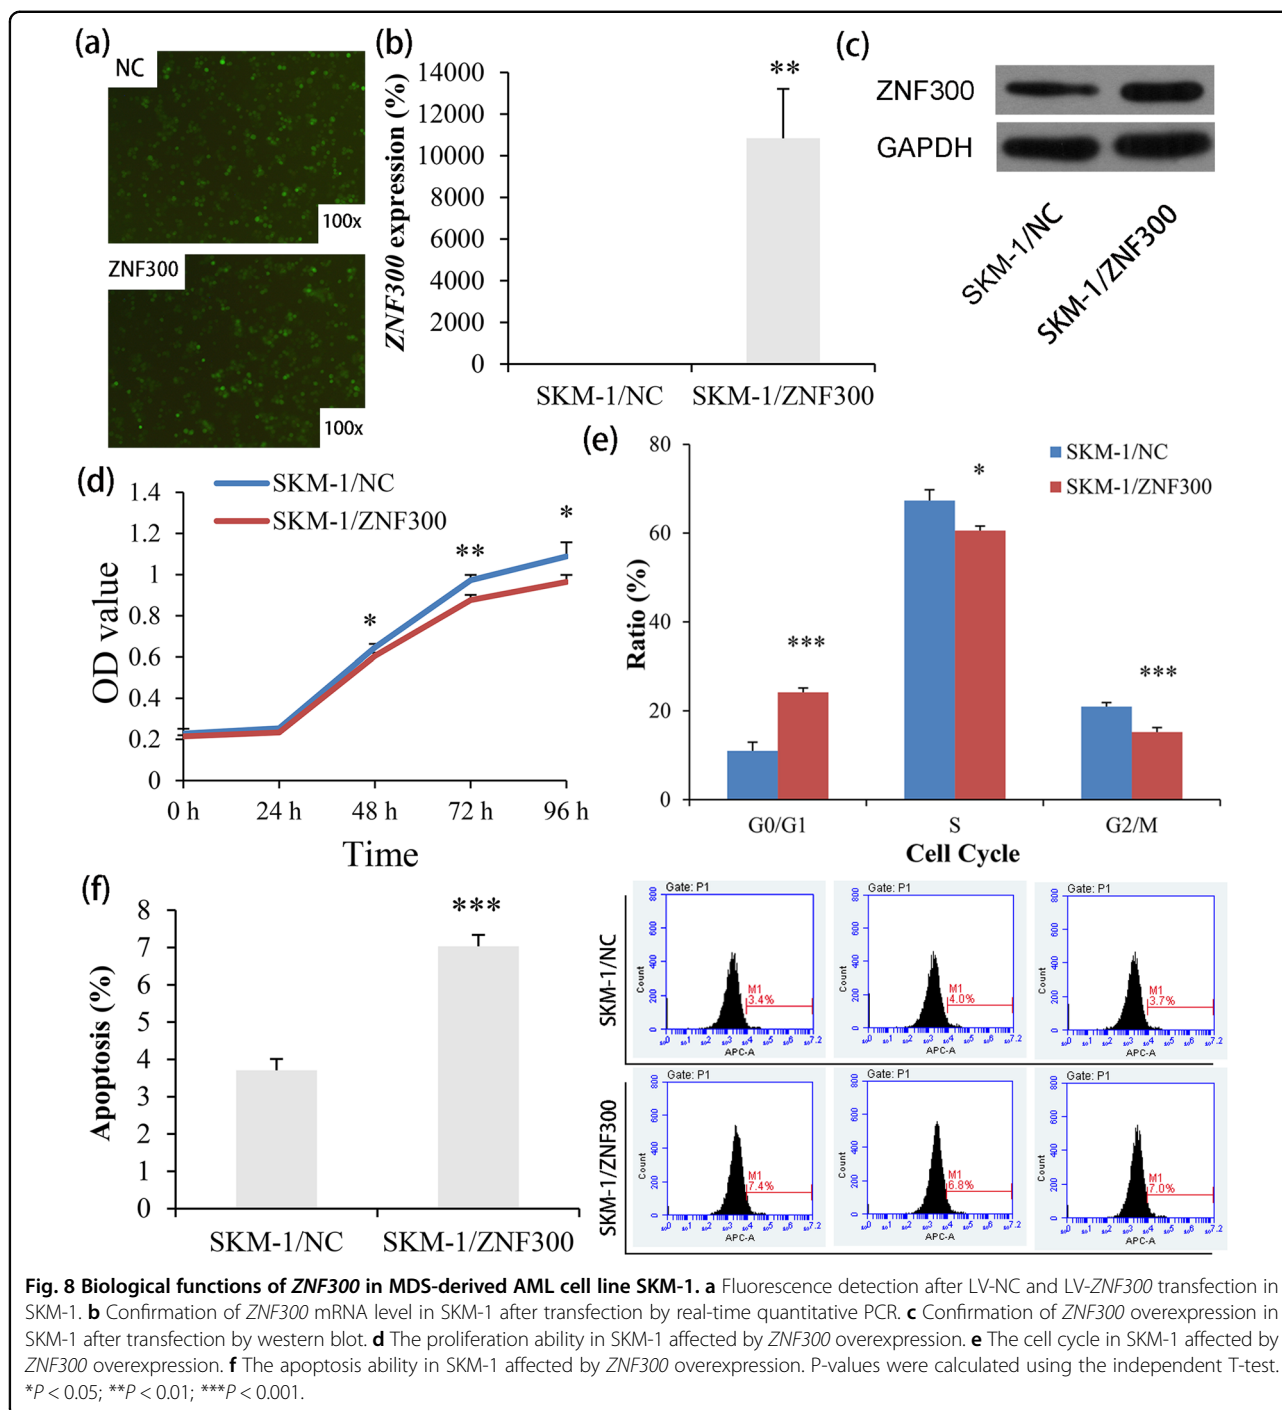 (a)
NC
100x
ZNF300
100x
(b)
ZNF300 expression (%)
14000
12000
10000
8000
6000
4000
2000
0
**
SKM-1/NC
SKM-1/ZNF300
(c)
ZNF300
GAPDH
SKM-1/NC
SKM-1/ZNF300
(d)
OD value
1.4
1.2
1
0.8
0.6
0.4
0.2
0
SKM-1/NC
SKM-1/ZNF300
*
**
*
0 h
24 h
48 h
72 h
96 h
Time
(e)
Ratio (%)
80
60
40
20
0
SKM-1/NC
SKM-1/ZNF300
***
*
***
G0/G1
S
G2/M
Cell Cycle
(f)
Apoptosis (%)
8
7
6
5
4
3
2
1
0
***
SKM-1/NC
SKM-1/ZNF300
SKM-1/NC
Gate: P1
Count
M1
3.4%
APC-A
Gate: P1
Count
M1
4.0%
APC-A
Gate: P1
Count
M1
3.7%
APC-A
SKM-1/ZNF300
Gate: P1
Count
M1
7.4%
APC-A
Gate: P1
Count
M1
6.8%
APC-A
Gate: P1
Count
M1
7.0%
APC-A
Fig. 8 Biological functions of ZNF300 in MDS-derived AML cell line SKM-1. a Fluorescence detection after LV-NC and LV-ZNF300 transfection in
SKM-1. b Confirmation of ZNF300 mRNA level in SKM-1 after transfection by real-time quantitative PCR. c Confirmation of ZNF300 overexpression in
SKM-1 after transfection by western blot. d The proliferation ability in SKM-1 affected by ZNF300 overexpression. e The cell cycle in SKM-1 affected by
ZNF300 overexpression. f The apoptosis ability in SKM-1 affected by ZNF300 overexpression. P-values were calculated using the independent T-test.
*P < 0.05; **P < 0.01; ***P < 0.001.